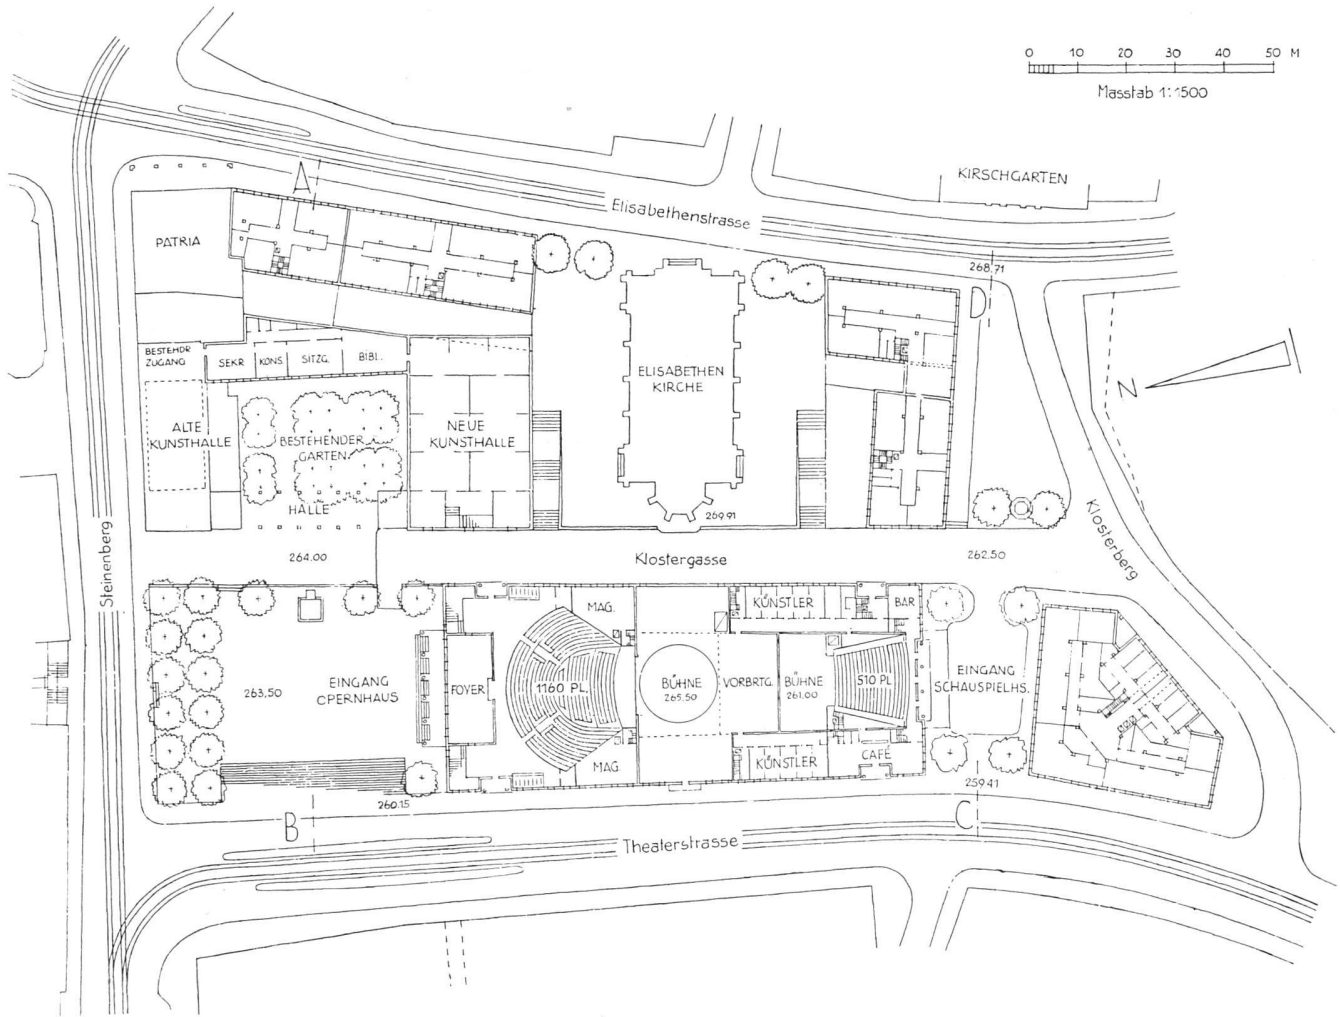 0 10 20 30 40 50 M
Masstab 1:1500
KIRSCHGARTEN
A
Elisabethenstrasse
PATRIA
268.71
D
BESTEHDR
ZUGANG
SEKR.
KONS.
SITZG.
BIBL.
ELISABETHEN
KIRCHE
N
ALTE
KUNSTHALLE
BESTEHENDER
GARTEN
NEUE
KUNSTHALLE
HALLE
269.91
Steinenberg
264.00
Klostergasse
262.50
Klosterberg
MAG.
KÜNSTLER
BAR
EINGANG
OPERNHAUS
263,50
FOYER
1160 PL.
BÜHNE
265.50
VORBRTG.
BÜHNE
261.00
510 PL
EINGANG
SCHAUSPIELHS.
MAG.
KÜNSTLER
CAFÉ
260.15
259.41
B
C
Theaterstrasse